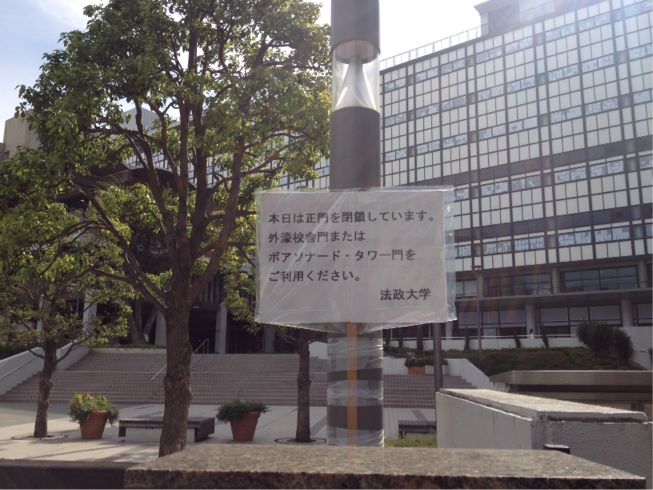 本日は正門を閉鎖しています。
外濠校舎門または
ボアソナード・タワー門を
ご利用ください。
法政大学